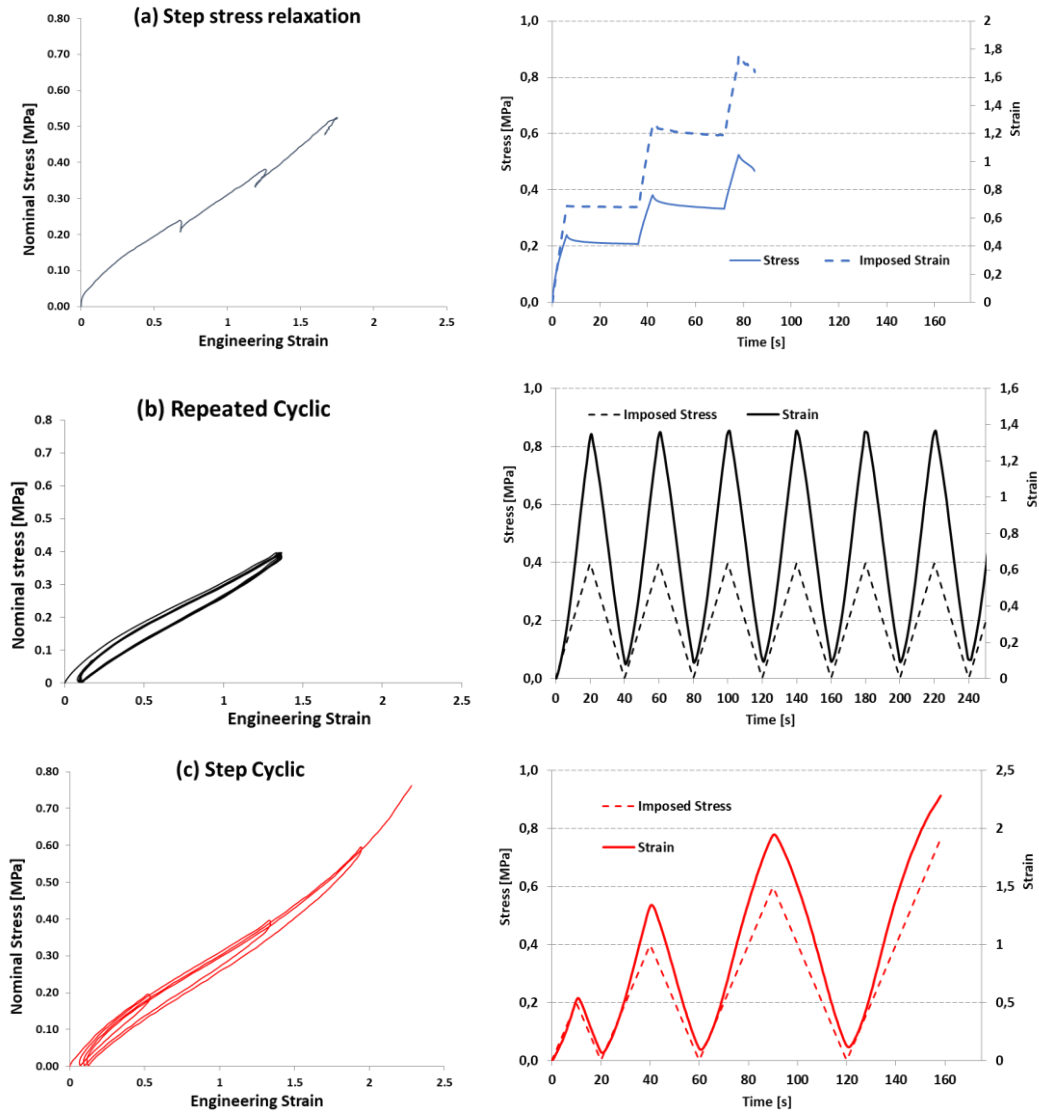 (a) Step stress relaxation
Nominal Stress [MPa]
0.80
0.70
0.60
0.50
0.40
0.30
0.20
0.10
0.00
0 0.5 1 1.5 2 2.5
Engineering Strain
Stress [MPa]
1,0
0,8
0,6
0,4
0,2
0,0
2
1,8
1,6
1,4
1,2
1
0,8
0,6
0,4
0,2
0
Strain
Stress Imposed Strain
0 20 40 60 80 100 120 140 160
Time [s]
(b) Repeated Cyclic
Nominal stress [MPa]
0.8
0.7
0.6
0.5
0.4
0.3
0.2
0.1
0
0.0 0.5 1.0 1.5 2.0 2.5
Engineering Strain
Stress [MPa]
1,0
0,8
0,6
0,4
0,2
0,0
1,6
1,4
1,2
1
0,8
0,6
0,4
0,2
0
Strain
Imposed Stress Strain
0 20 40 60 80 100 120 140 160 180 200 220 240
Time [s]
(c) Step Cyclic
Nominal Stress [MPa]
0.80
0.70
0.60
0.50
0.40
0.30
0.20
0.10
0.00
0 0.5 1 1.5 2 2.5
Engineering Strain
Stress [MPa]
1,0
0,8
0,6
0,4
0,2
0,0
2,5
2
1,5
1
0,5
0
Strain
Imposed Stress
Strain
0 20 40 60 80 100 120 140 160
Time [s]